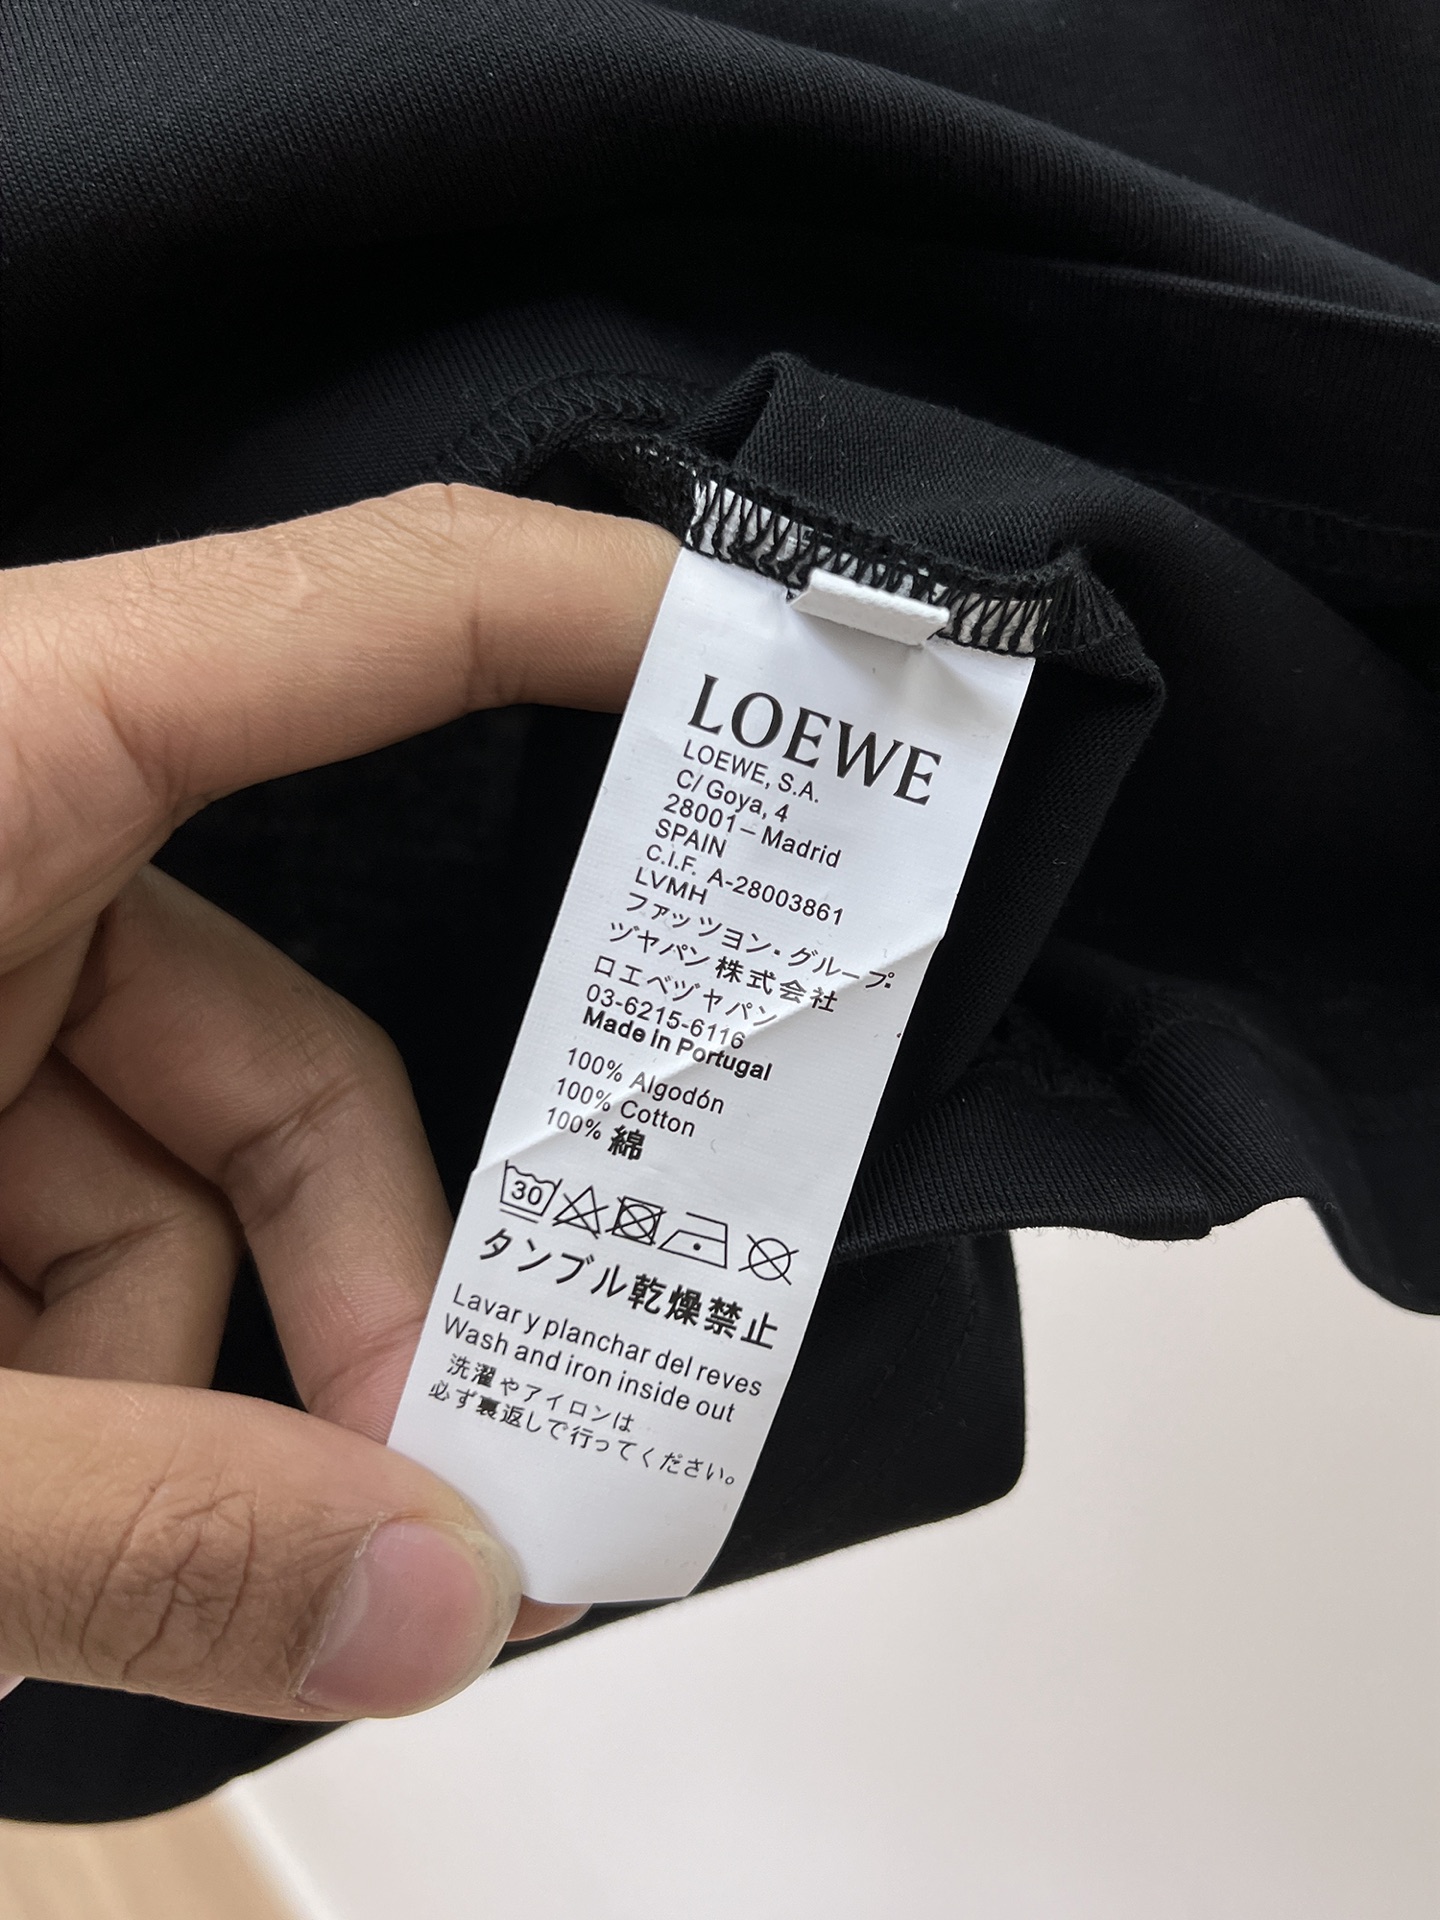 LOEWE
LOEWE, S.A.
C/ Goya, 4
28001 – Madrid
SPAIN
C.I.F. A-28003861
LVMH
ファッツヨン・グループ
ヅヤパン 株式会社
ロエベヅヤパン
03-6215-6116
Made in Portugal
100% Algodón
100% Cotton
100% 綿
30
タンブル乾燥禁止
Lavar y planchar del reves
Wash and iron inside out
洗濯やアイロンは
必ず裏返しで行ってください。